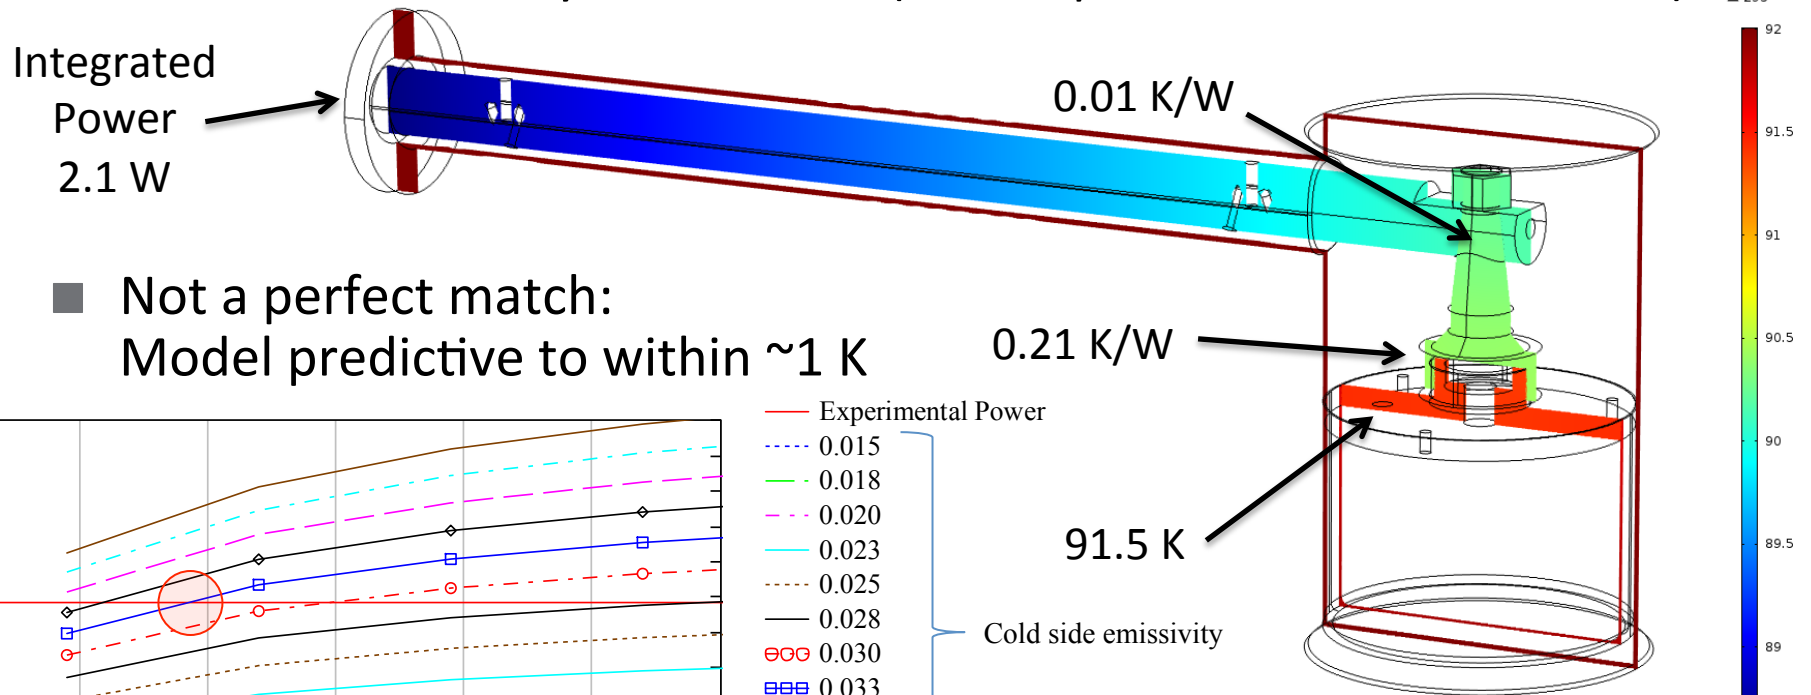 Integrated
Power
2.1 W
0.01 K/W
Not a perfect match:
Model predictive to within ~1 K
0.21 K/W
91.5 K
Experimental Power
0.015
0.018
0.020
0.023
0.025
0.028
0.030
0.033
Cold side emissivity
92
91.5
91
90.5
90
89.5
89